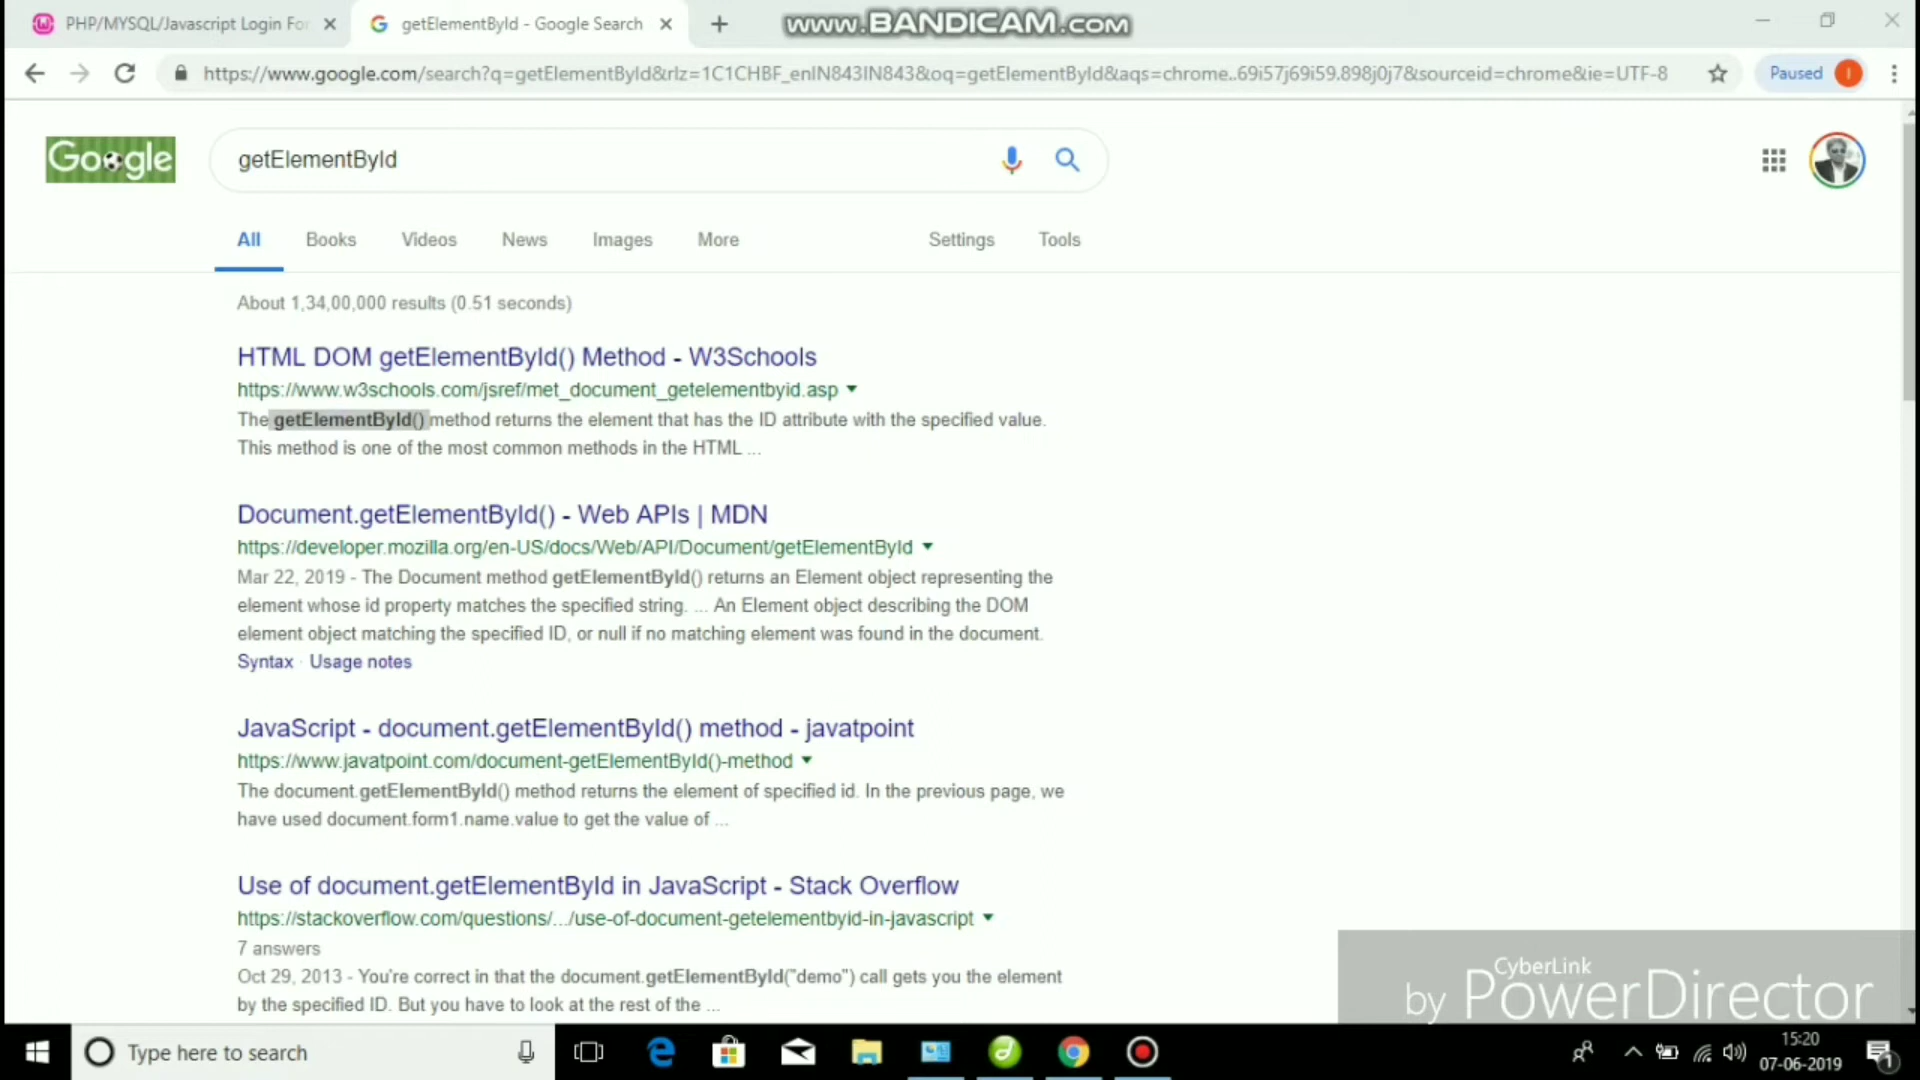 PHP/MYSQL/Javascript Login For
getElementById - Google Search
www.BANDICAM.com
https://www.google.com/search?q=getElementById&rlz=1C1CHBF_enIN843IN843&oq=getElementById&aqs=chrome..69i57j69i59.898j0j7&sourceid=chrome&ie=UTF-8
Paused
I
Google
getElementById
All
Books
Videos
News
Images
More
Settings
Tools
About 1,34,00,000 results (0.51 seconds)
HTML DOM getElementById() Method - W3Schools
https://www.w3schools.com/jsref/met_document_getelementbyid.asp
The getElementById() method returns the element that has the ID attribute with the specified value.
This method is one of the most common methods in the HTML ...
Document.getElementById() - Web APIs | MDN
https://developer.mozilla.org/en-US/docs/Web/API/Document/getElementById
Mar 22, 2019 - The Document method getElementById() returns an Element object representing the
element whose id property matches the specified string. ... An Element object describing the DOM
element object matching the specified ID, or null if no matching element was found in the document.
Syntax · Usage notes
JavaScript - document.getElementById() method - javatpoint
https://www.javatpoint.com/document-getElementById()-method
The document.getElementById() method returns the element of specified id. In the previous page, we
have used document.form1.name.value to get the value of ...
Use of document.getElementById in JavaScript - Stack Overflow
https://stackoverflow.com/questions/.../use-of-document-getelementbyid-in-javascript
7 answers
Oct 29, 2013 - You're correct in that the document.getElementById("demo") call gets you the element
by the specified ID. But you have to look at the rest of the ...
CyberLink
by PowerDirector
Type here to search
15:20
07-06-2019
1